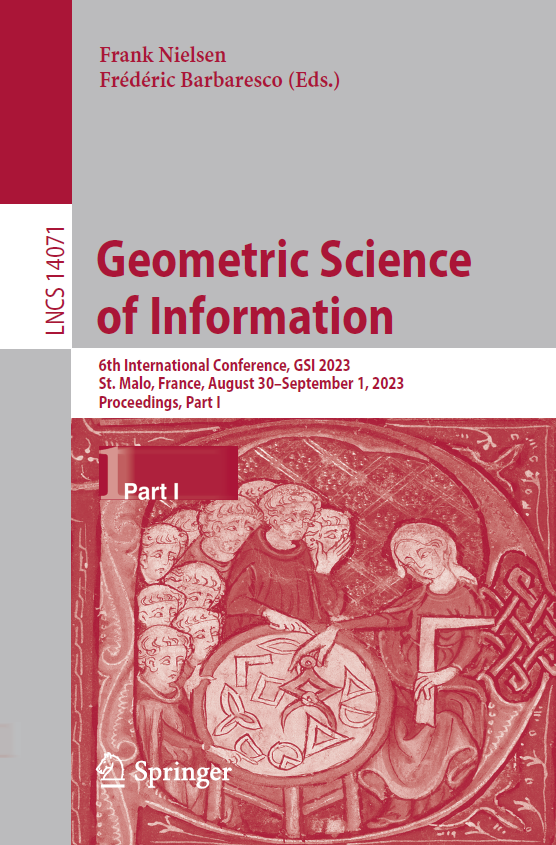 Frank Nielsen
Frédéric Barbaresco (Eds.)
LNCS 14071
Geometric Science
of Information
6th International Conference, GSI 2023
St. Malo, France, August 30–September 1, 2023
Proceedings, Part I
1
Part I
Springer